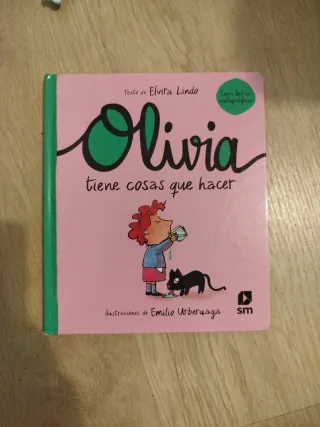 Texto de Elvira Lindo
Olivia
tiene cosas que hacer
ilustraciones de Emilio Urberuaga
sm